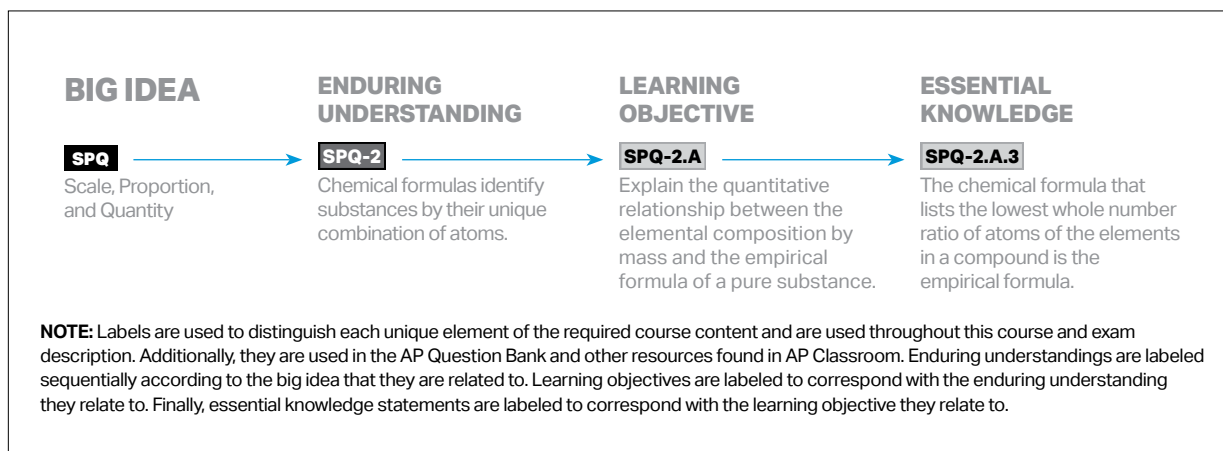 BIG IDEA
SPQ
Scale, Proportion,
and Quantity
ENDURING
UNDERSTANDING
SPQ-2
Chemical formulas identify
substances by their unique
combination of atoms.
LEARNING
OBJECTIVE
SPQ-2.A
Explain the quantitative
relationship between the
elemental composition by
mass and the empirical
formula of a pure substance.
ESSENTIAL
KNOWLEDGE
SPQ-2.A.3
The chemical formula that
lists the lowest whole number
ratio of atoms of the elements
in a compound is the
empirical formula.
NOTE: Labels are used to distinguish each unique element of the required course content and are used throughout this course and exam
description. Additionally, they are used in the AP Question Bank and other resources found in AP Classroom. Enduring understandings are labeled
sequentially according to the big idea that they are related to. Learning objectives are labeled to correspond with the enduring understanding
they relate to. Finally, essential knowledge statements are labeled to correspond with the learning objective they relate to.